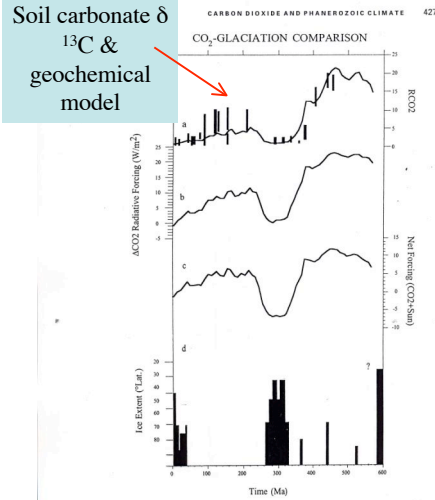 Soil carbonate δ
¹³C &
geochemical
model
CARBON DIOXIDE AND PHANEROZOIC CLIMATE 427
CO₂-GLACIATION COMPARISON
25
20
15
10
5
0
RCO2
a
ΔCO2 Radiative Forcing (W/m²)
25
20
15
10
5
0
-5
b
15
10
5
0
-5
-10
Net Forcing (CO2+Sun)
c
d
?
Ice Extent (°Lat.)
20
30
40
50
60
70
80
0 100 200 300 400 500 600
Time (Ma)